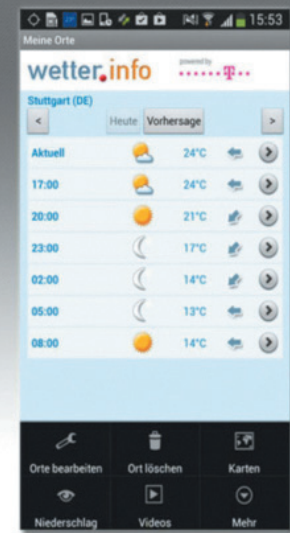 15:53
Meine Orte
wetter.info
powered by
T
Stuttgart (DE)
< Heute Vorhersage >
Aktuell 24°C
17:00 24°C
20:00 21°C
23:00 17°C
02:00 14°C
05:00 13°C
08:00 14°C
Orte bearbeiten Ort löschen Karten
Niederschlag Videos Mehr